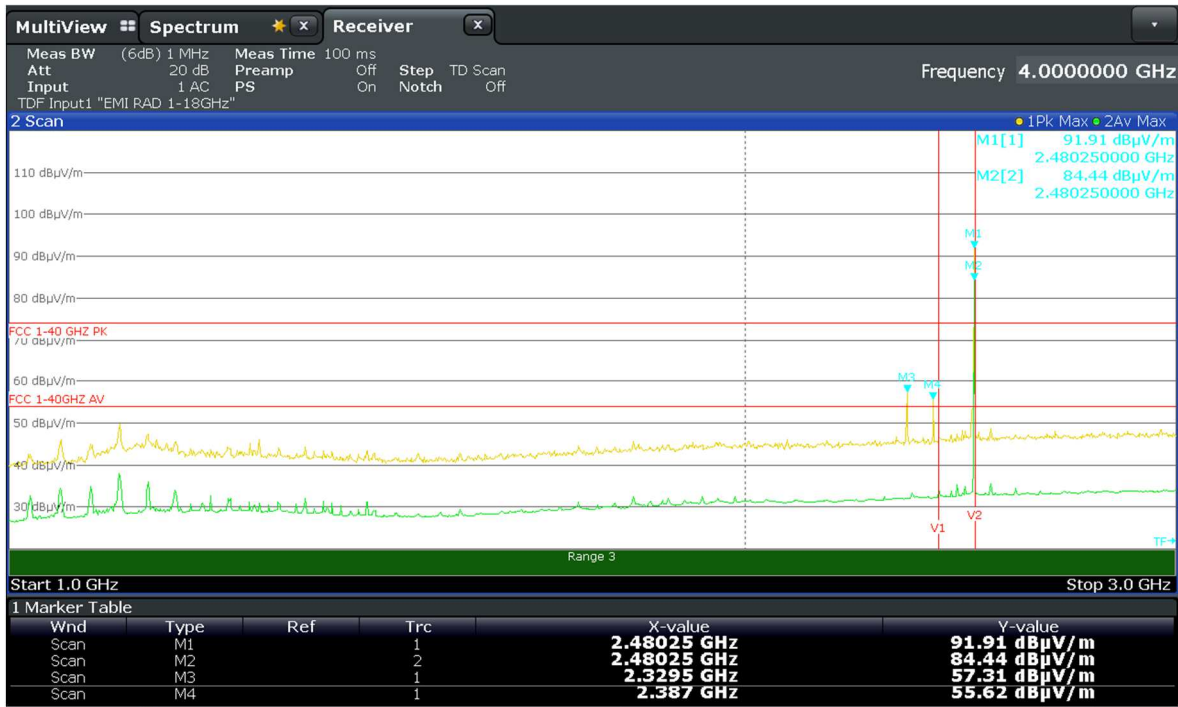 MultiView Spectrum x Receiver x
Meas BW (6dB) 1 MHz Meas Time 100 ms
Att 20 dB Preamp Off Step TD Scan
Frequency 4.0000000 GHz
Input 1 AC PS On Notch Off
TDF Input1 "EMI RAD 1-18GHz"
2 Scan 1Pk Max 2Av Max
M1[1] 91.91 dBµV/m
2.480250000 GHz
M2[2] 84.44 dBµV/m
2.480250000 GHz
110 dBµV/m
100 dBµV/m
M1
90 dBµV/m
M2
80 dBµV/m
FCC 1-40 GHZ PK
70 dBµV/m
60 dBµV/m
M3 M4
FCC 1-40GHZ AV
50 dBµV/m
40 dBµV/m
30 dBµV/m
V1 V2
TF
Range 3
Start 1.0 GHz Stop 3.0 GHz
1 Marker Table
Wnd Type Ref Trc X-value Y-value
Scan M1 1 2.48025 GHz 91.91 dBµV/m
Scan M2 2 2.48025 GHz 84.44 dBµV/m
Scan M3 1 2.3295 GHz 57.31 dBµV/m
Scan M4 1 2.387 GHz 55.62 dBµV/m